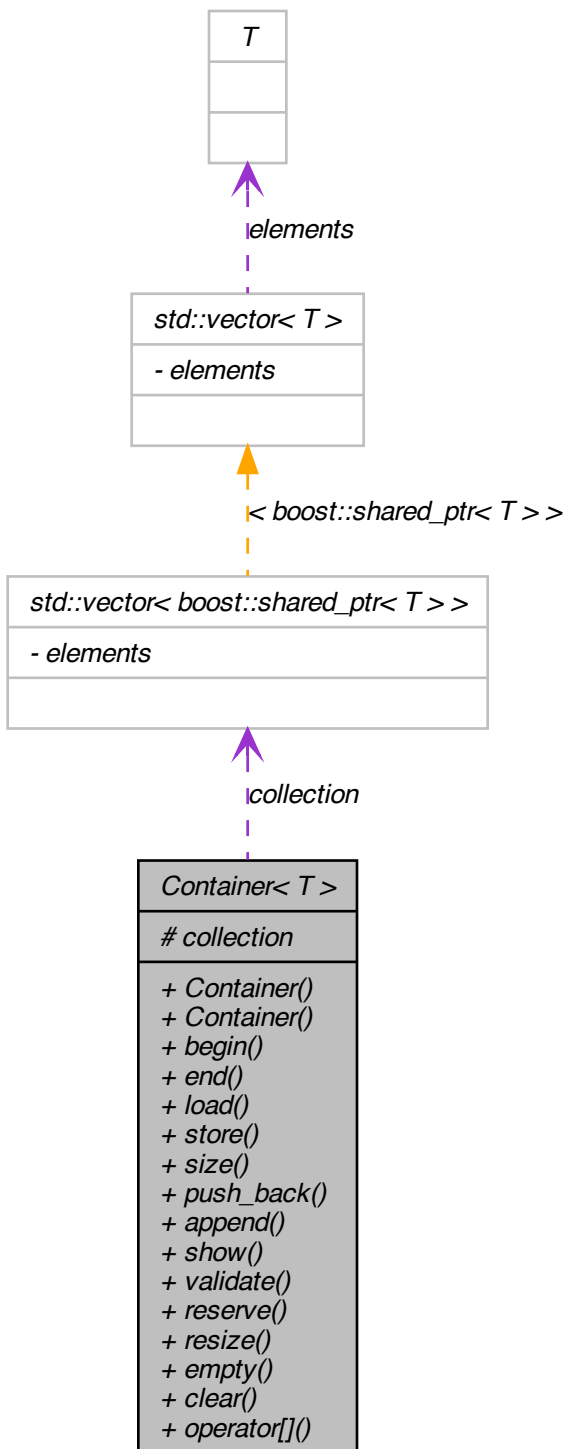 T
elements
std::vector< T >
- elements
< boost::shared_ptr< T > >
std::vector< boost::shared_ptr< T > >
- elements
collection
Container< T >
# collection
+ Container()
+ Container()
+ begin()
+ end()
+ load()
+ store()
+ size()
+ push_back()
+ append()
+ show()
+ validate()
+ reserve()
+ resize()
+ empty()
+ clear()
+ operator[]()